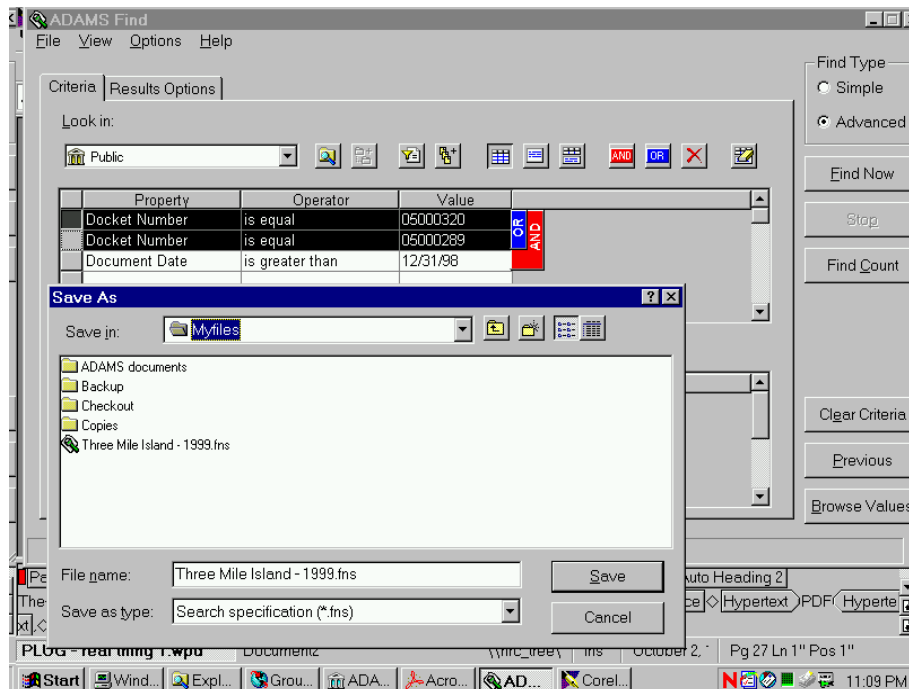 ADAMS Find
File View Options Help
Criteria Results Options
Look in:
Public
AND OR
Find Type
Simple
Advanced
Find Now
Stop
Find Count
Property Operator Value
Docket Number is equal 05000320
Docket Number is equal 05000289
Document Date is greater than 12/31/98
OR AND
Save As
Save in: Myfiles
ADAMS documents
Backup
Checkout
Copies
Three Mile Island - 1999.fns
File name: Three Mile Island - 1999.fns
Save
Save as type: Search specification (*.fns)
Cancel
Clear Criteria
Previous
Browse Values
Auto Heading 2
Hypertext PDF Hyperte
October 2, Pg 27 Ln 1" Pos 1"
Start Wind... Expl... Grou... ADA... Acro... AD... Corel... 11:09 PM